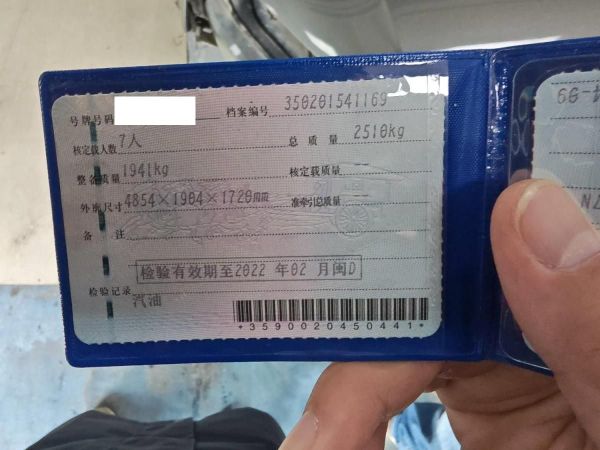 号牌号码 档案编号 350201541169
核定载人数 7人 总质量 2510kg
整备质量 1941kg 核定载质量 --
外廓尺寸 4854×1904×1720mm 准牵引总质量 --
备注
检验有效期至2022年02月闽D
检验记录
汽油
*3590020450441*